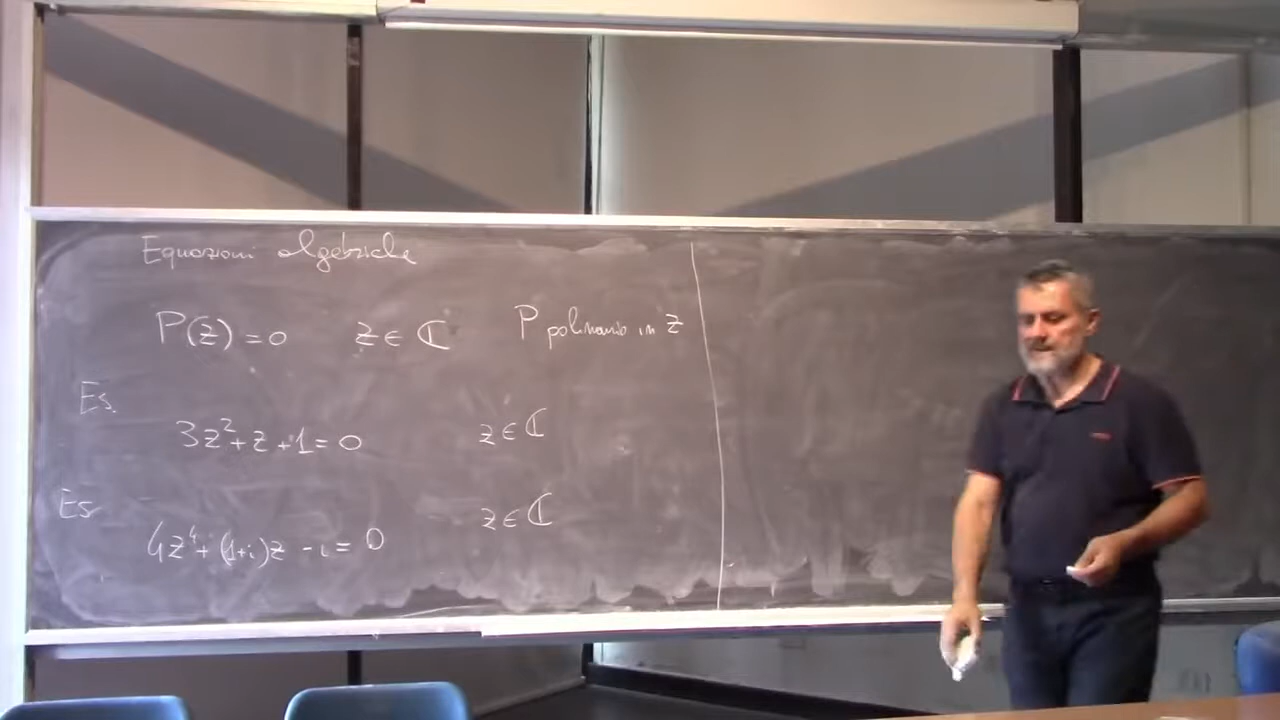 Equazioni algebriche
P(z) = 0 z ∈ ℂ P polinomio in z
Es.
3z² + z + 1 = 0 z ∈ ℂ
Es.
4z⁴ + (1+i)z - i = 0 z ∈ ℂ